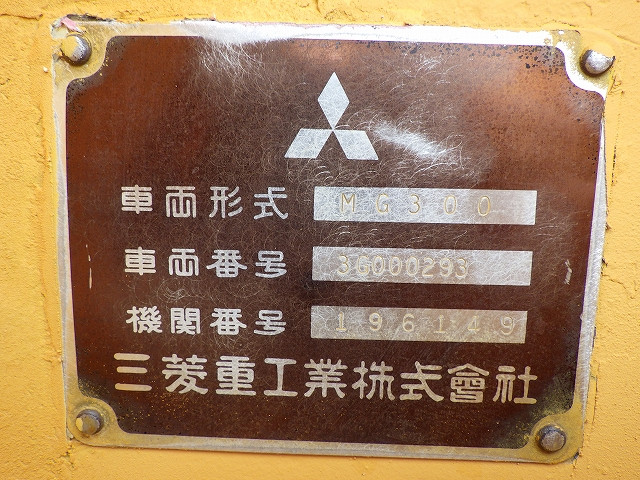 車両形式 MG300
車両番号 3G000293
機関番号 196149
三菱重工業株式會社